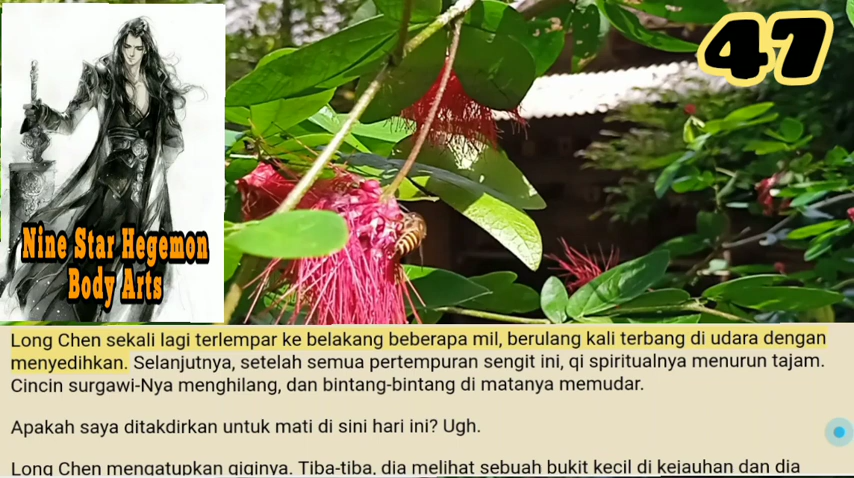 47
Nine Star Hegemon
Body Arts
Long Chen sekali lagi terlempar ke belakang beberapa mil, berulang kali terbang di udara dengan
menyedihkan. Selanjutnya, setelah semua pertempuran sengit ini, qi spiritualnya menurun tajam.
Cincin surgawi-Nya menghilang, dan bintang-bintang di matanya memudar.
Apakah saya ditakdirkan untuk mati di sini hari ini? Ugh.
Long Chen mengatupkan giginya. Tiba-tiba, dia melihat sebuah bukit kecil di kejauhan dan dia